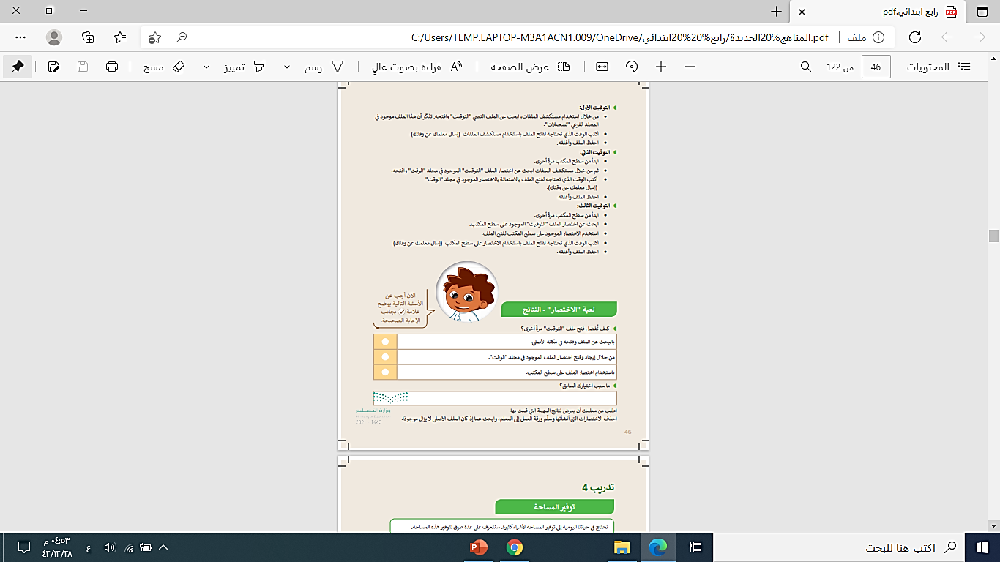 رابع ابتدائي.pdf
ملف
C:/Users/TEMP.LAPTOP-M3A1ACN1.009/OneDrive/المناهج%20الجديدة/رابع%20%20ابتدائي.pdf
المحتويات
46
من 122
عرض الصفحة
قراءة بصوت عالٍ
رسم
تمييز
مسح
التوقيت الأول:
من خلال استخدام مستكشف الملفات، ابحث عن الملف النصي "التوقيت" وافتحه. تذكّر أن هذا الملف موجود في
المجلد الفرعي "تسجيلات".
اكتب الوقت الذي تحتاجه لفتح الملف باستخدام مستكشف الملفات. (إسال معلمك عن وقتك).
احفظ الملف وأغلقه.
التوقيت الثاني:
ابدأ من سطح المكتب مرةً أخرى.
ثم من خلال مستكشف الملفات ابحث عن اختصار الملف "التوقيت" الموجود في مجلد "الوقت" وافتحه.
اكتب الوقت الذي تحتاجه لفتح الملف بالاستعانة بالاختصار الموجود في مجلد "الوقت".
(إسال معلمك عن وقتك).
احفظ الملف وأغلقه.
التوقيت الثالث:
ابدأ من سطح المكتب مرةً أخرى.
ابحث عن اختصار الملف "التوقيت" الموجود على سطح المكتب.
استخدم الاختصار الموجود على سطح المكتب لفتح الملف.
اكتب الوقت الذي تحتاجه لفتح الملف باستخدام الاختصار على سطح المكتب. (إسال معلمك عن وقتك).
احفظ الملف وأغلقه.
الآن أجب عن
الأسئلة التالية بوضع
علامة ✓ بجانب
الإجابة الصحيحة.
لعبة "الاختصار" - النتائج
كيف تُفضل فتح ملف "التوقيت" مرةً أخرى؟
بالبحث عن الملف وفتحه في مكانه الأصلي.
من خلال إيجاد وفتح اختصار الملف الموجود في مجلد "الوقت".
باستخدام اختصار الملف على سطح المكتب.
ما سبب اختيارك السابق؟
اطلب من معلمك أن يعرض نتائج المهمة التي قمت بها.
احذف الاختصارات التي أنشأتها وسلّم ورقة العمل إلى المعلم، وابحث عما إذا كان الملف الأصلي لا يزال موجودًا.
وزارة التعليم
2021 - 1443
46
تدريب 4
توفير المساحة
نحتاج في حياتنا اليومية إلى توفير المساحة لأشياء كثيرة. سنتعرف على عدة طرق لتوفير هذه المساحة.
اكتب هنا للبحث
ع
٠٤:٥٣ م
٤٢/١٢/٢٨